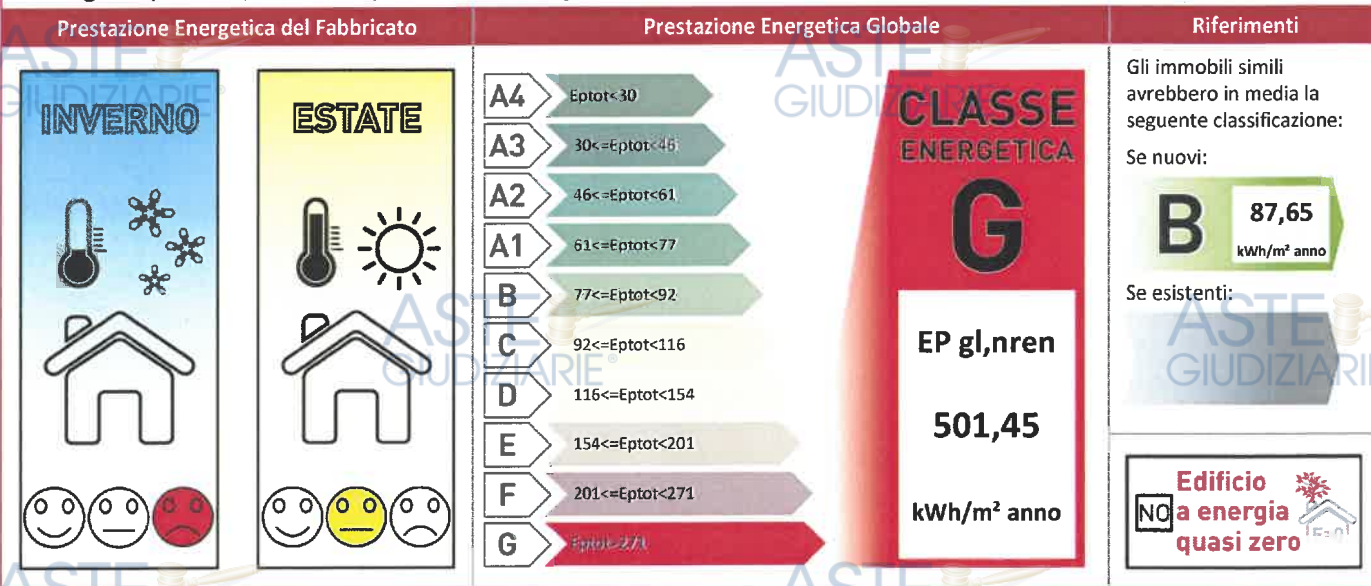 Prestazione Energetica del Fabbricato
Prestazione Energetica Globale
Riferimenti
INVERNO
ESTATE
A4 Eptot<30
A3 30<=Eptot<46
A2 46<=Eptot<61
A1 61<=Eptot<77
B 77<=Eptot<92
C 92<=Eptot<116
D 116<=Eptot<154
E 154<=Eptot<201
F 201<=Eptot<271
G
CLASSE
ENERGETICA
G
EP gl,nren
501,45
kWh/m² anno
Gli immobili simili
avrebbero in media la
seguente classificazione:
Se nuovi:
B 87,65
kWh/m² anno
Se esistenti:
NO
Edificio
a energia
quasi zero
ASTE
GIUDIZIARIE®
ASTE
GIUDIZIARIE®